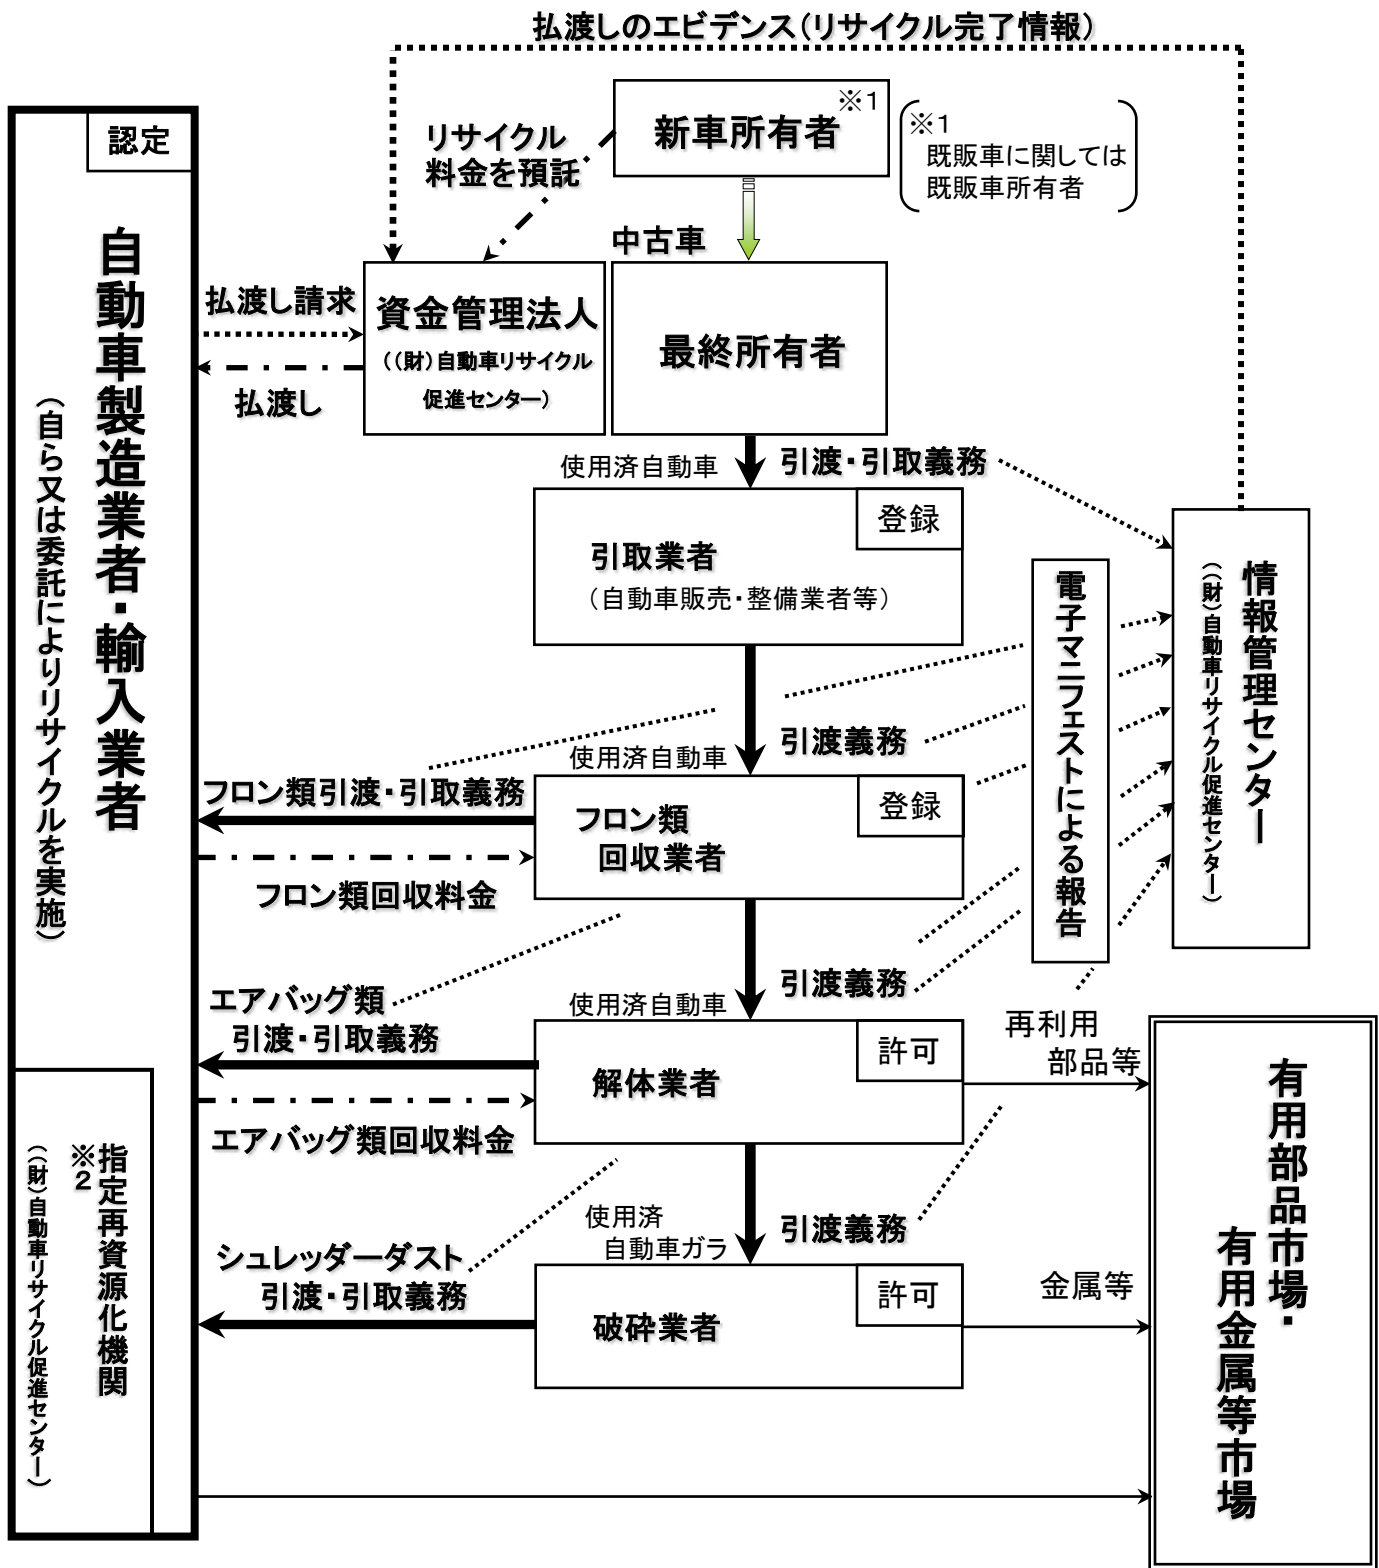 払渡しのエビデンス（リサイクル完了情報）
認定
自動車製造業者・輸入業者
（自ら又は委託によりリサイクルを実施）
リサイクル
料金を預託
新車所有者
※１
※１
既販車に関しては
既販車所有者
中古車
払渡し請求
払渡し
資金管理法人
（（財）自動車リサイクル
促進センター）
最終所有者
使用済自動車
引渡・引取義務
登録
引取業者
（自動車販売・整備業者等）
電子マニフェストによる報告
情報管理センター
（（財）自動車リサイクル促進センター）
使用済自動車
引渡義務
フロン類引渡・引取義務
フロン類回収料金
登録
フロン類
回収業者
エアバッグ類
引渡・引取義務
使用済自動車
引渡義務
エアバッグ類回収料金
許可
解体業者
再利用
部品等
有用部品市場・
有用金属等市場
指定再資源化機関
※２
（（財）自動車リサイクル促進センター）
シュレッダーダスト
引渡・引取義務
使用済
自動車ガラ
引渡義務
許可
破砕業者
金属等